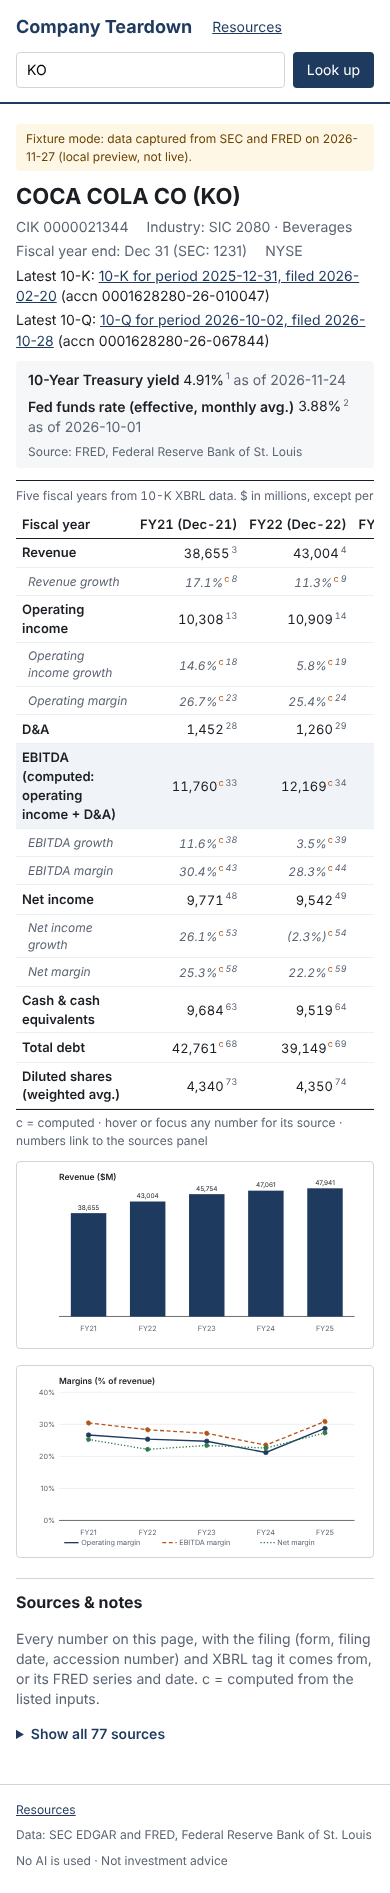 Company Teardown Resources
KO Look up
Fixture mode: data captured from SEC and FRED on 2026-
11-27 (local preview, not live).
COCA COLA CO (KO)
CIK 0000021344 Industry: SIC 2080 · Beverages
Fiscal year end: Dec 31 (SEC: 1231) NYSE
Latest 10-K: 10-K for period 2025-12-31, filed 2026-
02-20 (accn 0001628280-26-010047)
Latest 10-Q: 10-Q for period 2026-10-02, filed 2026-
10-28 (accn 0001628280-26-067844)
10-Year Treasury yield 4.91% 1 as of 2026-11-24
Fed funds rate (effective, monthly avg.) 3.88% 2
as of 2026-10-01
Source: FRED, Federal Reserve Bank of St. Louis
Five fiscal years from 10-K XBRL data. $ in millions, except per
Fiscal year FY21 (Dec-21) FY22 (Dec-22) FY
Revenue 38,655 3 43,004 4
Revenue growth 17.1% c 8 11.3% c 9
Operating
income 10,308 13 10,909 14
Operating
income growth 14.6% c 18 5.8% c 19
Operating margin 26.7% c 23 25.4% c 24
D&A 1,452 28 1,260 29
EBITDA
(computed:
operating
income + D&A) 11,760 c 33 12,169 c 34
EBITDA growth 11.6% c 38 3.5% c 39
EBITDA margin 30.4% c 43 28.3% c 44
Net income 9,771 48 9,542 49
Net income
growth 26.1% c 53 (2.3%) c 54
Net margin 25.3% c 58 22.2% c 59
Cash & cash
equivalents 9,684 63 9,519 64
Total debt 42,761 c 68 39,149 c 69
Diluted shares
(weighted avg.) 4,340 73 4,350 74
c = computed · hover or focus any number for its source ·
numbers link to the sources panel
Revenue ($M)
38,655 43,004 45,754 47,061 47,941
FY21 FY22 FY23 FY24 FY25
Margins (% of revenue)
40%
30%
20%
10%
0%
FY21 FY22 FY23 FY24 FY25
Operating margin EBITDA margin Net margin
Sources & notes
Every number on this page, with the filing (form, filing
date, accession number) and XBRL tag it comes from,
or its FRED series and date. c = computed from the
listed inputs.
Show all 77 sources
Resources
Data: SEC EDGAR and FRED, Federal Reserve Bank of St. Louis
No AI is used · Not investment advice